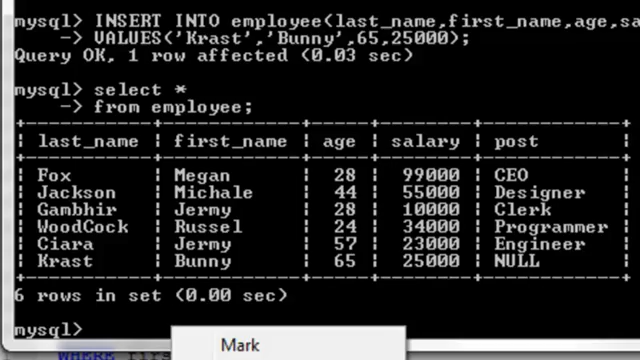 mysql> INSERT INTO employee(last_name,first_name,age,sa
-> VALUES('Krast','Bunny',65,25000);
Query OK, 1 row affected (0.03 sec)
mysql> select *
-> from employee;
+-----------+------------+------+--------+------------+
| last_name | first_name | age | salary | post |
+-----------+------------+------+--------+------------+
| Fox | Megan | 28 | 99000 | CEO |
| Jackson | Michale | 44 | 55000 | Designer |
| Gambhir | Jermy | 28 | 10000 | Clerk |
| WoodCock | Russel | 24 | 34000 | Programmer |
| Ciara | Jermy | 57 | 23000 | Engineer |
| Krast | Bunny | 65 | 25000 | NULL |
+-----------+------------+------+--------+------------+
6 rows in set (0.00 sec)
mysql>
Mark
WHERE firs